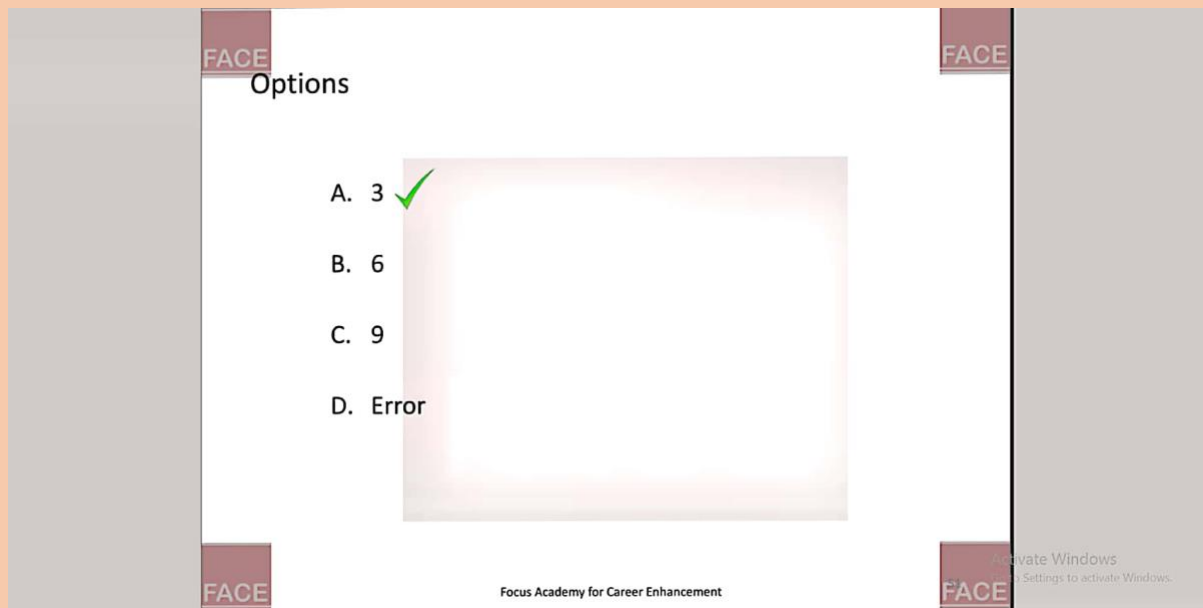 FACE
FACE
Options
A. 3
B. 6
C. 9
D. Error
FACE
Focus Academy for Career Enhancement
FACE
Activate Windows
Settings to activate Windows.